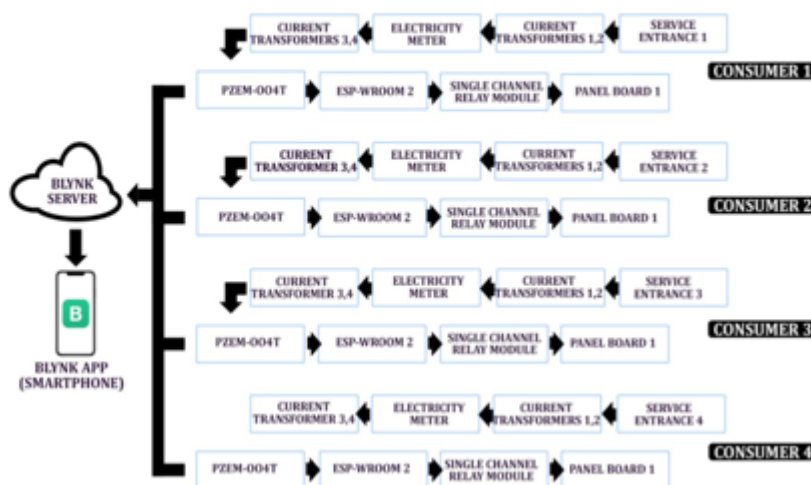 CURRENT
TRANSFORMERS 3,4
ELECTRICITY
METER
CURRENT
TRANSFORMERS 1,2
SERVICE
ENTRANCE 1
CONSUMER 1
PZEM-004T
ESP-WROOM 2
SINGLE CHANNEL
RELAY MODULE
PANEL BOARD 1
CURRENT
TRANSFORMER 3,4
ELECTRICITY
METER
CURRENT
TRANSFORMERS 1,2
SERVICE
ENTRANCE 2
BLYNK
SERVER
CONSUMER 2
PZEM-004T
ESP-WROOM 2
SINGLE CHANNEL
RELAY MODULE
PANEL BOARD 1
CURRENT
TRANSFORMER 3,4
ELECTRICITY
METER
CURRENT
TRANSFORMERS 1,2
SERVICE
ENTRANCE 3
B
CONSUMER 3
PZEM-004T
ESP-WROOM 2
SINGLE CHANNEL
RELAY MODULE
PANEL BOARD 1
BLYNK APP
(SMARTPHONE)
CURRENT
TRANSFORMER 3,4
ELECTRICITY
METER
CURRENT
TRANSFORMERS 1,2
SERVICE
ENTRANCE 4
CONSUMER 4
PZEM-004T
ESP-WROOM 2
SINGLE CHANNEL
RELAY MODULE
PANEL BOARD 1